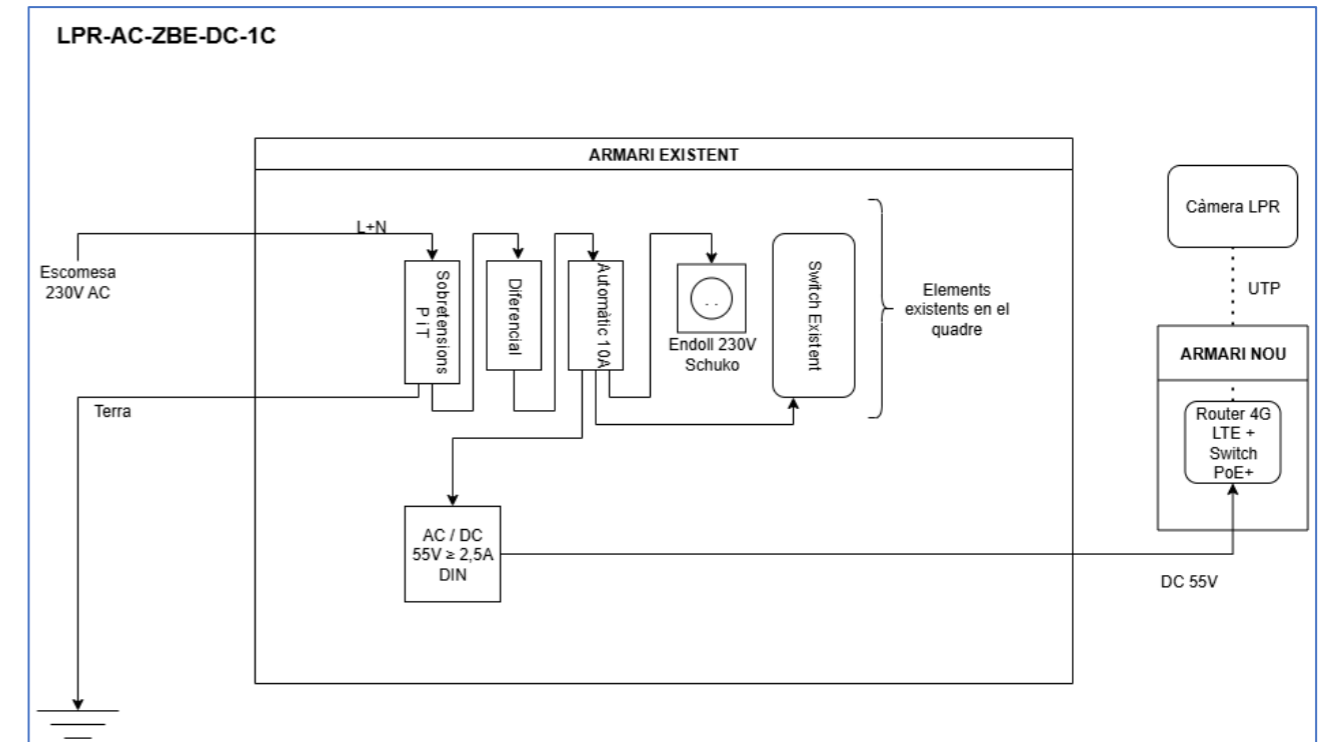 LPR-AC-ZBE-DC-1C
ARMARI EXISTENT
L+N
Escomesa
230V AC
Sobretensions
P i T
Diferencial
Automàtic 10A
Endoll 230V
Schuko
Switch Existent
Elements
existents en el
quadre
Càmera LPR
UTP
ARMARI NOU
Router 4G
LTE +
Switch
PoE+
Terra
AC / DC
55V ≥ 2,5A
DIN
DC 55V